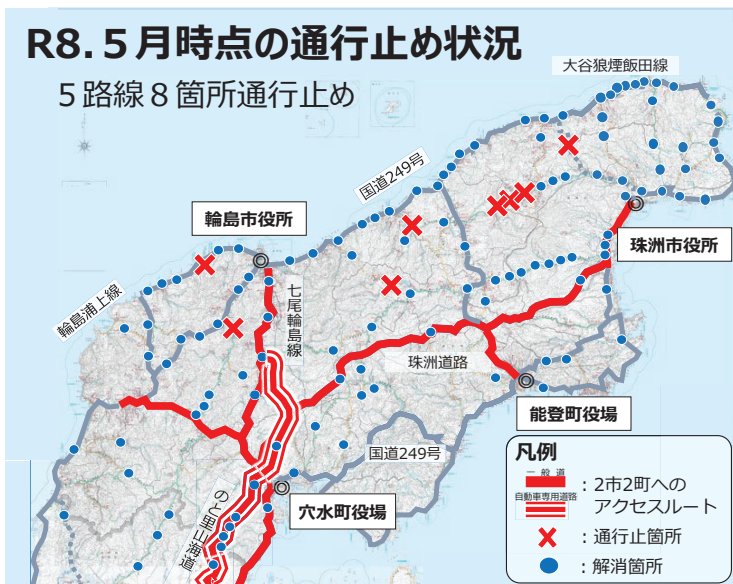 R8.５月時点の通行止め状況
５路線８箇所通行止め
大谷狼煙飯田線
国道249号
輪島市役所
珠洲市役所
輪島浦上線
七尾輪島線
珠洲道路
能登町役場
国道249号
穴水町役場
のと里山海道
凡例
一般道
：2市2町への
自動車専用道路
アクセスルート
：通行止箇所
：解消箇所